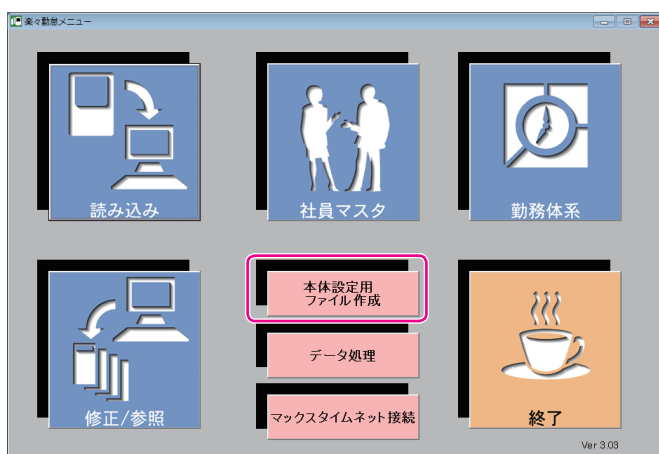 楽々勤怠メニュー
読み込み
社員マスタ
勤務体系
本体設定用
ファイル作成
データ処理
修正/参照
マックスタイムネット接続
終了
Ver 3.03